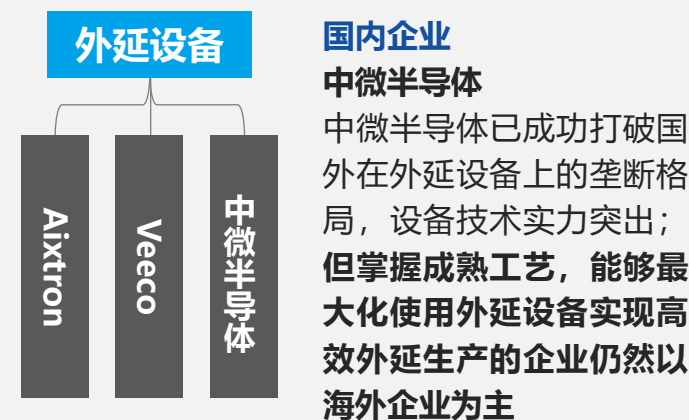 外延设备
Aixtron
Veeco
中微半导体
国内企业
中微半导体
中微半导体已成功打破国
外在外延设备上的垄断格
局，设备技术实力突出；
但掌握成熟工艺，能够最
大化使用外延设备实现高
效外延生产的企业仍然以
海外企业为主